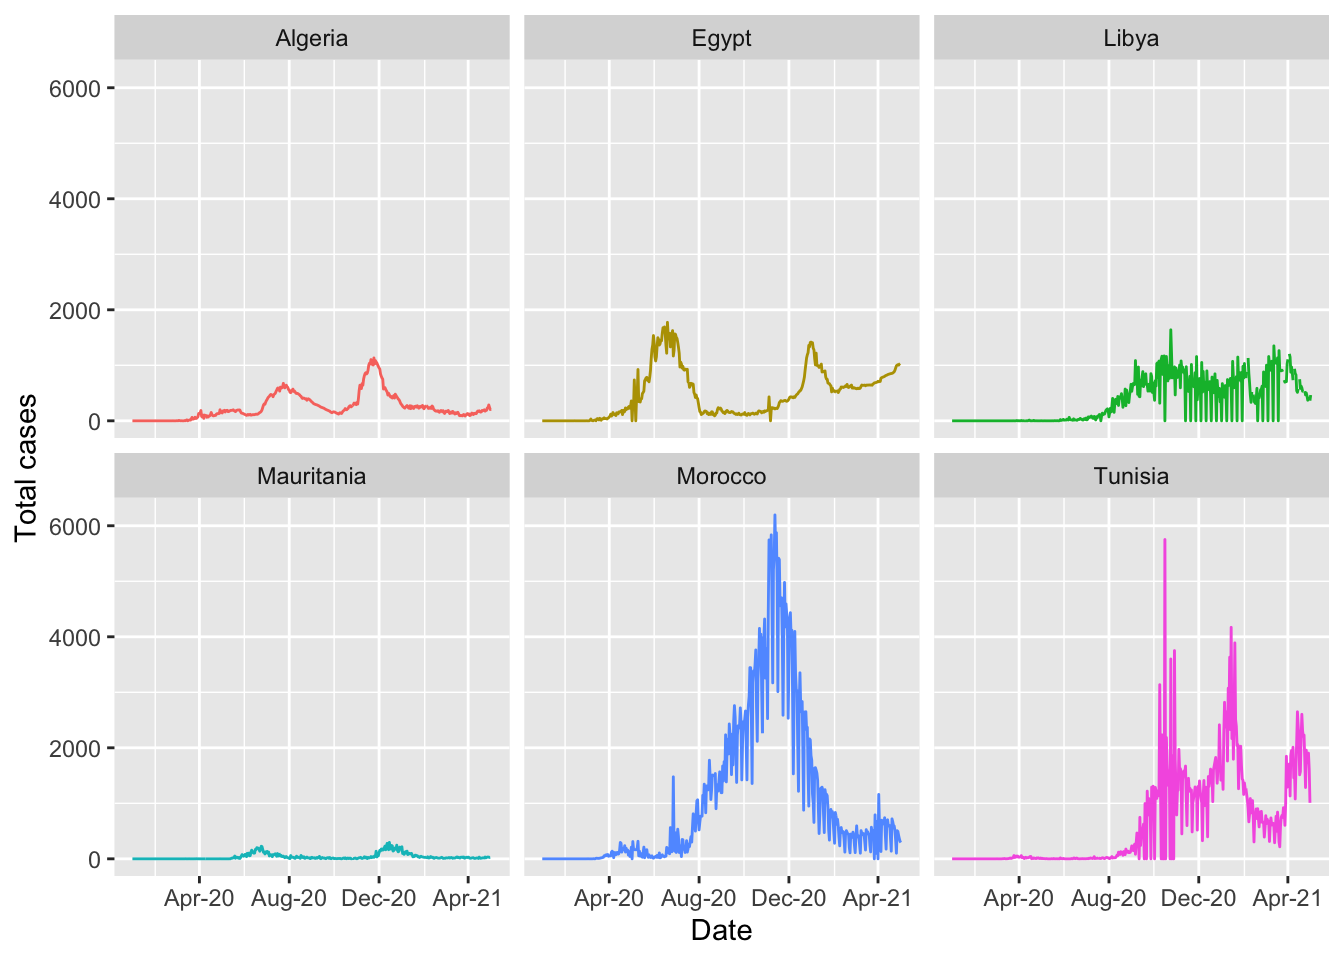 Algeria Egypt Libya
6000
4000
2000
0
Mauritania Morocco Tunisia
6000
4000
2000
0
Apr-20 Aug-20 Dec-20 Apr-21 Apr-20 Aug-20 Dec-20 Apr-21 Apr-20 Aug-20 Dec-20 Apr-21
Date
Total cases